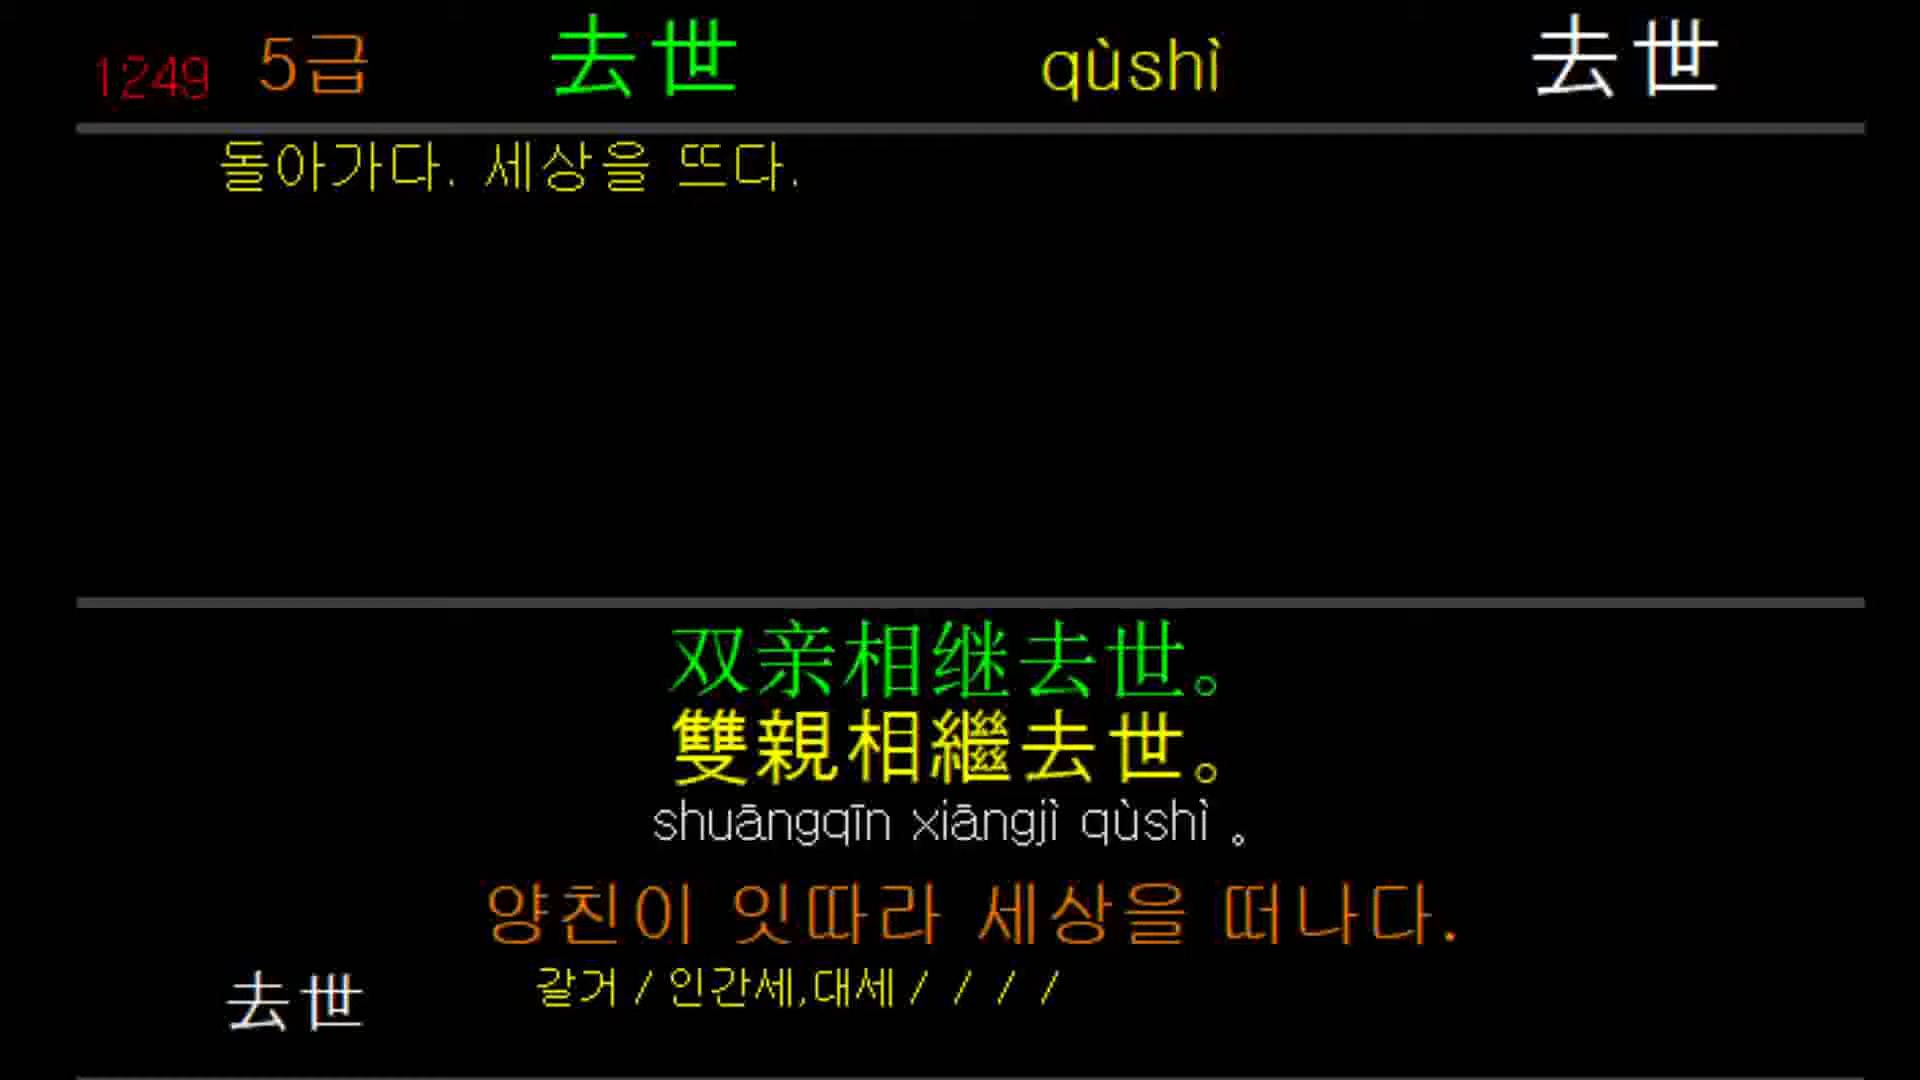 1249 5급 去世 qùshì 去世
돌아가다. 세상을 뜨다.
双亲相继去世。
雙親相繼去世。
shuāngqīn xiāngjì qùshì 。
양친이 잇따라 세상을 떠나다.
去世 갈거 / 인간세,대세 / / / /